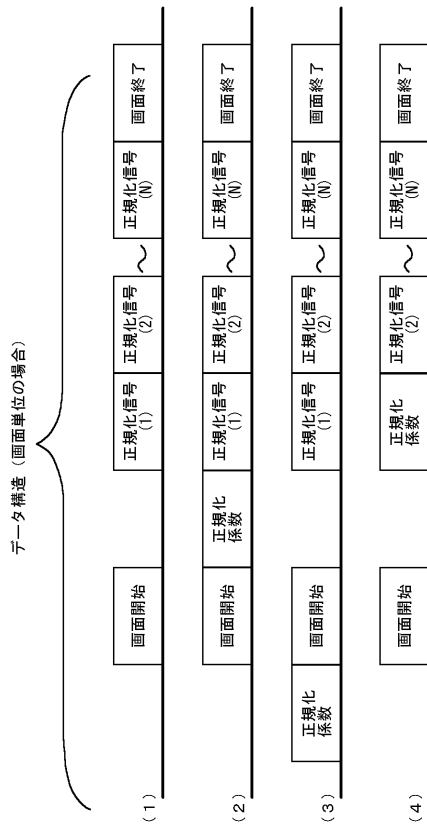 データ構造（画面単位の場合）
(1)
画面開始
正規化信号
(1)
正規化信号
(2)
～
正規化信号
(N)
画面終了
(2)
画面開始
正規化
係数
正規化信号
(1)
正規化信号
(2)
～
正規化信号
(N)
画面終了
(3)
正規化
係数
画面開始
正規化信号
(1)
正規化信号
(2)
～
正規化信号
(N)
画面終了
(4)
画面開始
正規化
係数
正規化信号
(2)
～
正規化信号
(N)
画面終了